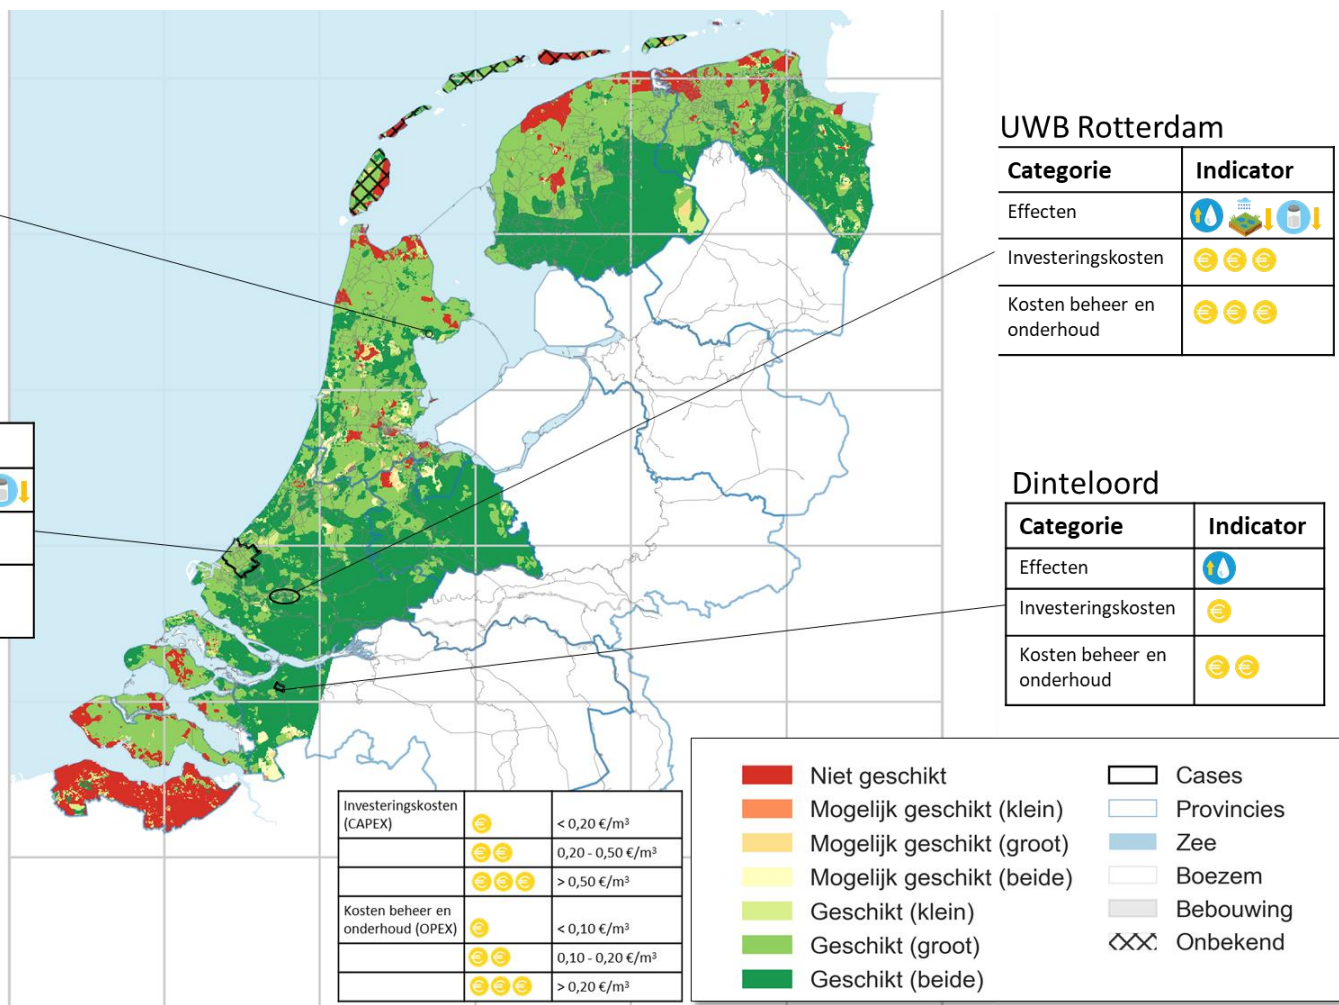 UWB Rotterdam
Categorie Indicator
Effecten
Investeringskosten
Kosten beheer en
onderhoud
Dinteloord
Categorie Indicator
Effecten
Investeringskosten
Kosten beheer en
onderhoud
Investeringskosten
(CAPEX) < 0,20 €/m³
0,20 - 0,50 €/m³
> 0,50 €/m³
Kosten beheer en
onderhoud (OPEX) < 0,10 €/m³
0,10 - 0,20 €/m³
> 0,20 €/m³
Niet geschikt
Mogelijk geschikt (klein)
Mogelijk geschikt (groot)
Mogelijk geschikt (beide)
Geschikt (klein)
Geschikt (groot)
Geschikt (beide)
Cases
Provincies
Zee
Boezem
Bebouwing
Onbekend